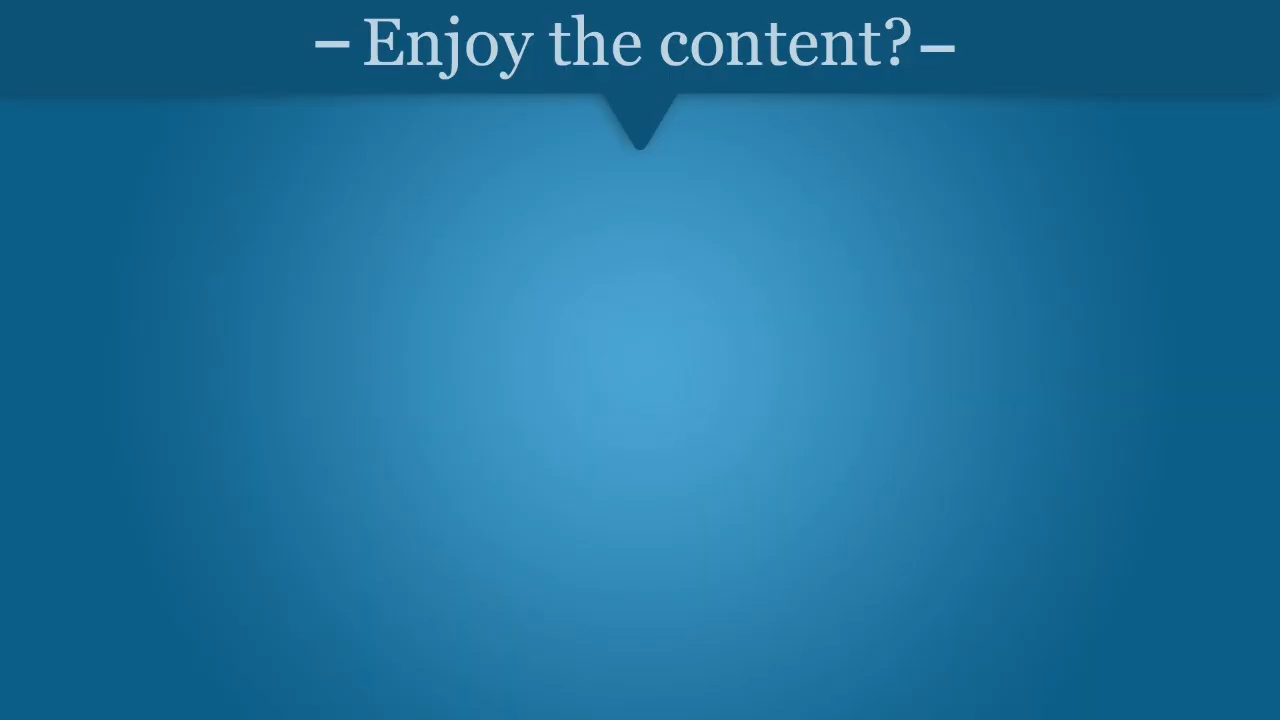 – Enjoy the content? –